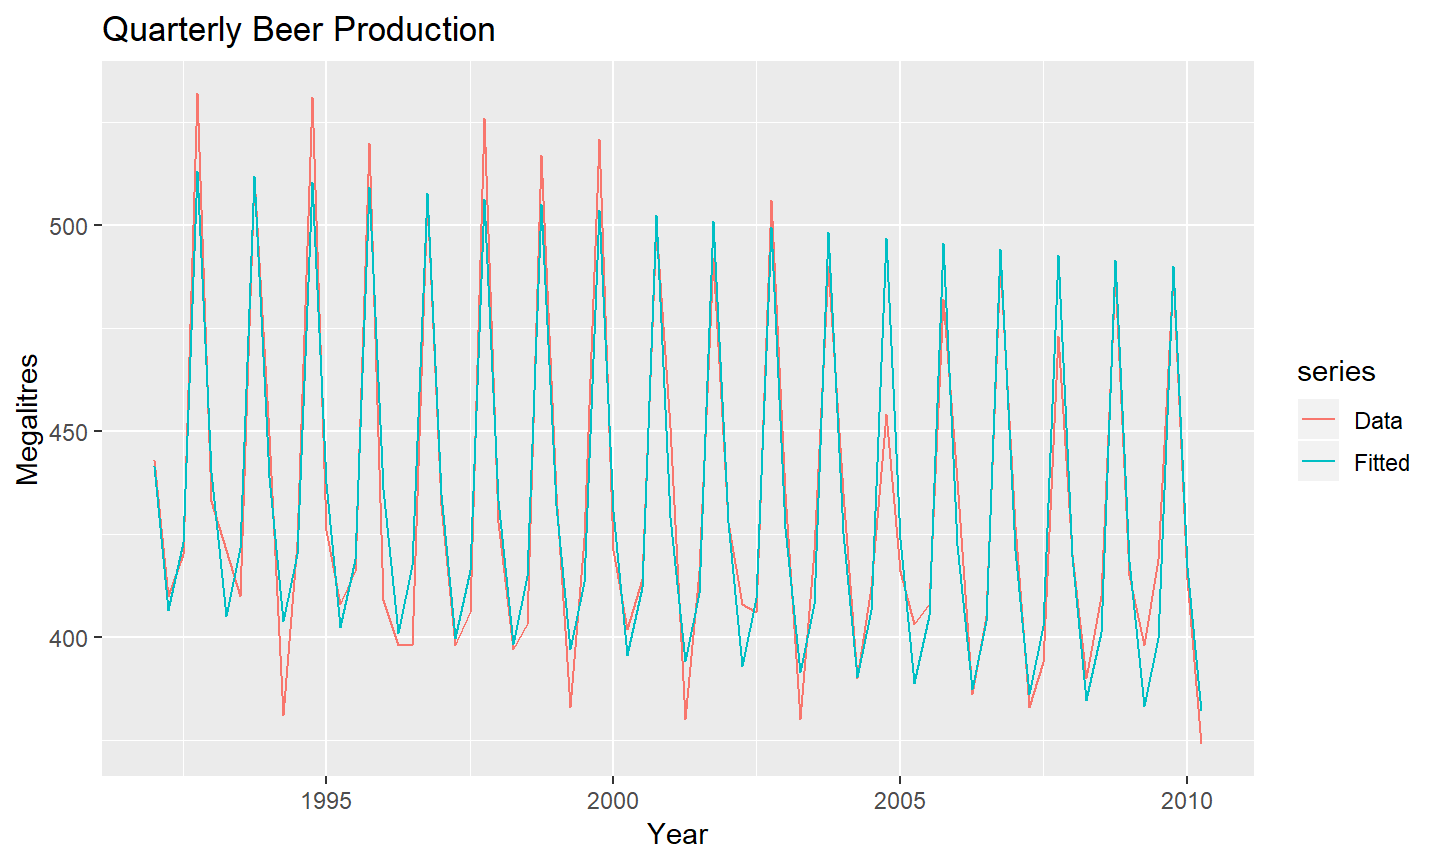 Quarterly Beer Production
Megalitres
500
450
400
1995
2000
2005
2010
Year
series
Data
Fitted